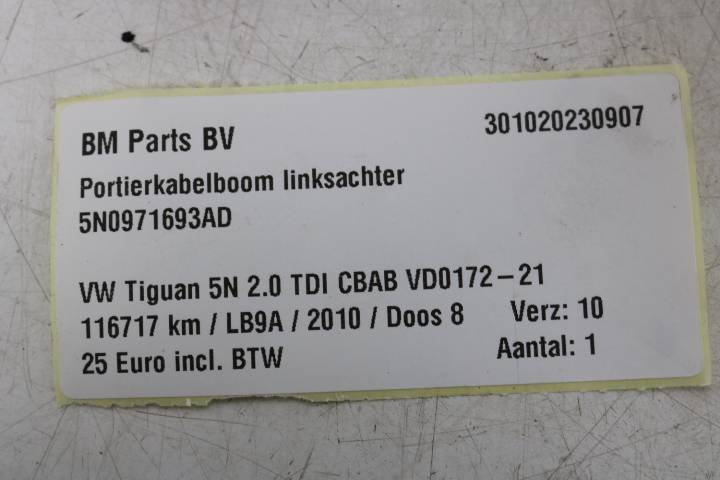 BM Parts BV 301020230907
Portierkabelboom linksachter
5N0971693AD
VW Tiguan 5N 2.0 TDI CBAB VD0172-21
116717 km / LB9A / 2010 / Doos 8 Verz: 10
25 Euro incl. BTW Aantal: 1